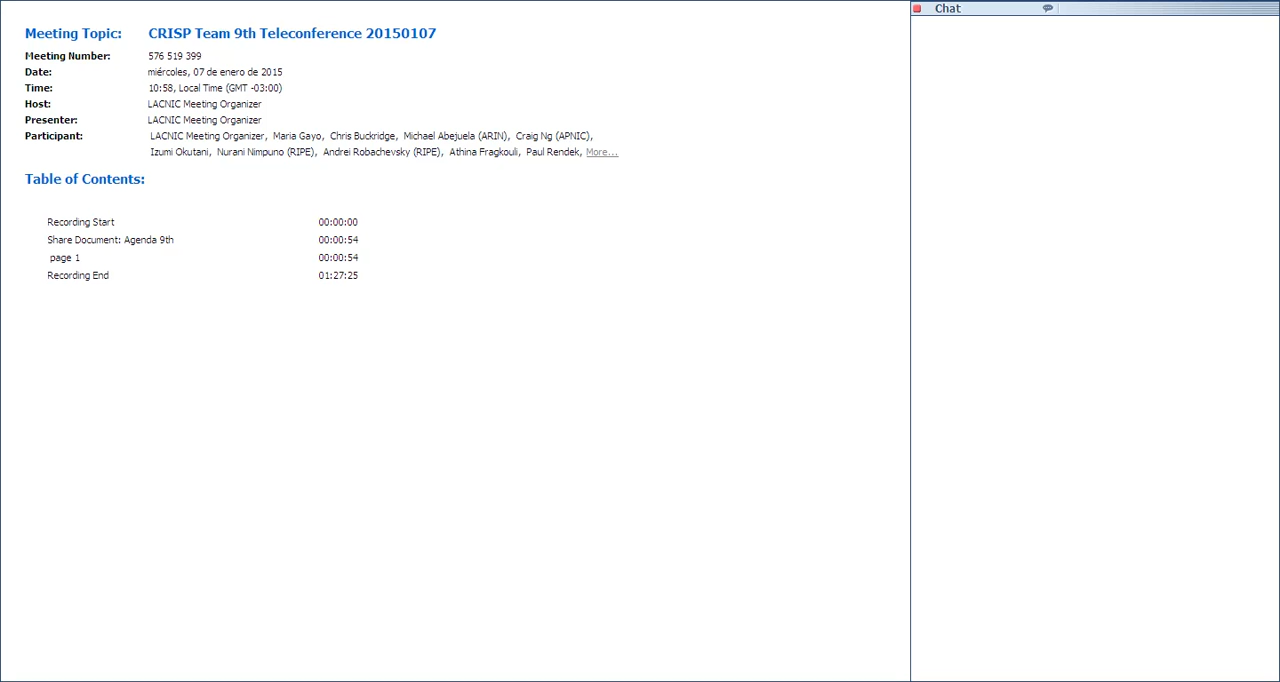 Meeting Topic: CRISP Team 9th Teleconference 20150107
Meeting Number: 576 519 399
Date: miércoles, 07 de enero de 2015
Time: 10:58, Local Time (GMT -03:00)
Host: LACNIC Meeting Organizer
Presenter: LACNIC Meeting Organizer
Participant: LACNIC Meeting Organizer, Maria Gayo, Chris Buckridge, Michael Abejuela (ARIN), Craig Ng (APNIC),
Izumi Okutani, Nurani Nimpuno (RIPE), Andrei Robachevsky (RIPE), Athina Fragkouli, Paul Rendek, More...
Table of Contents:
Recording Start 00:00:00
Share Document: Agenda 9th 00:00:54
page 1 00:00:54
Recording End 01:27:25
Chat